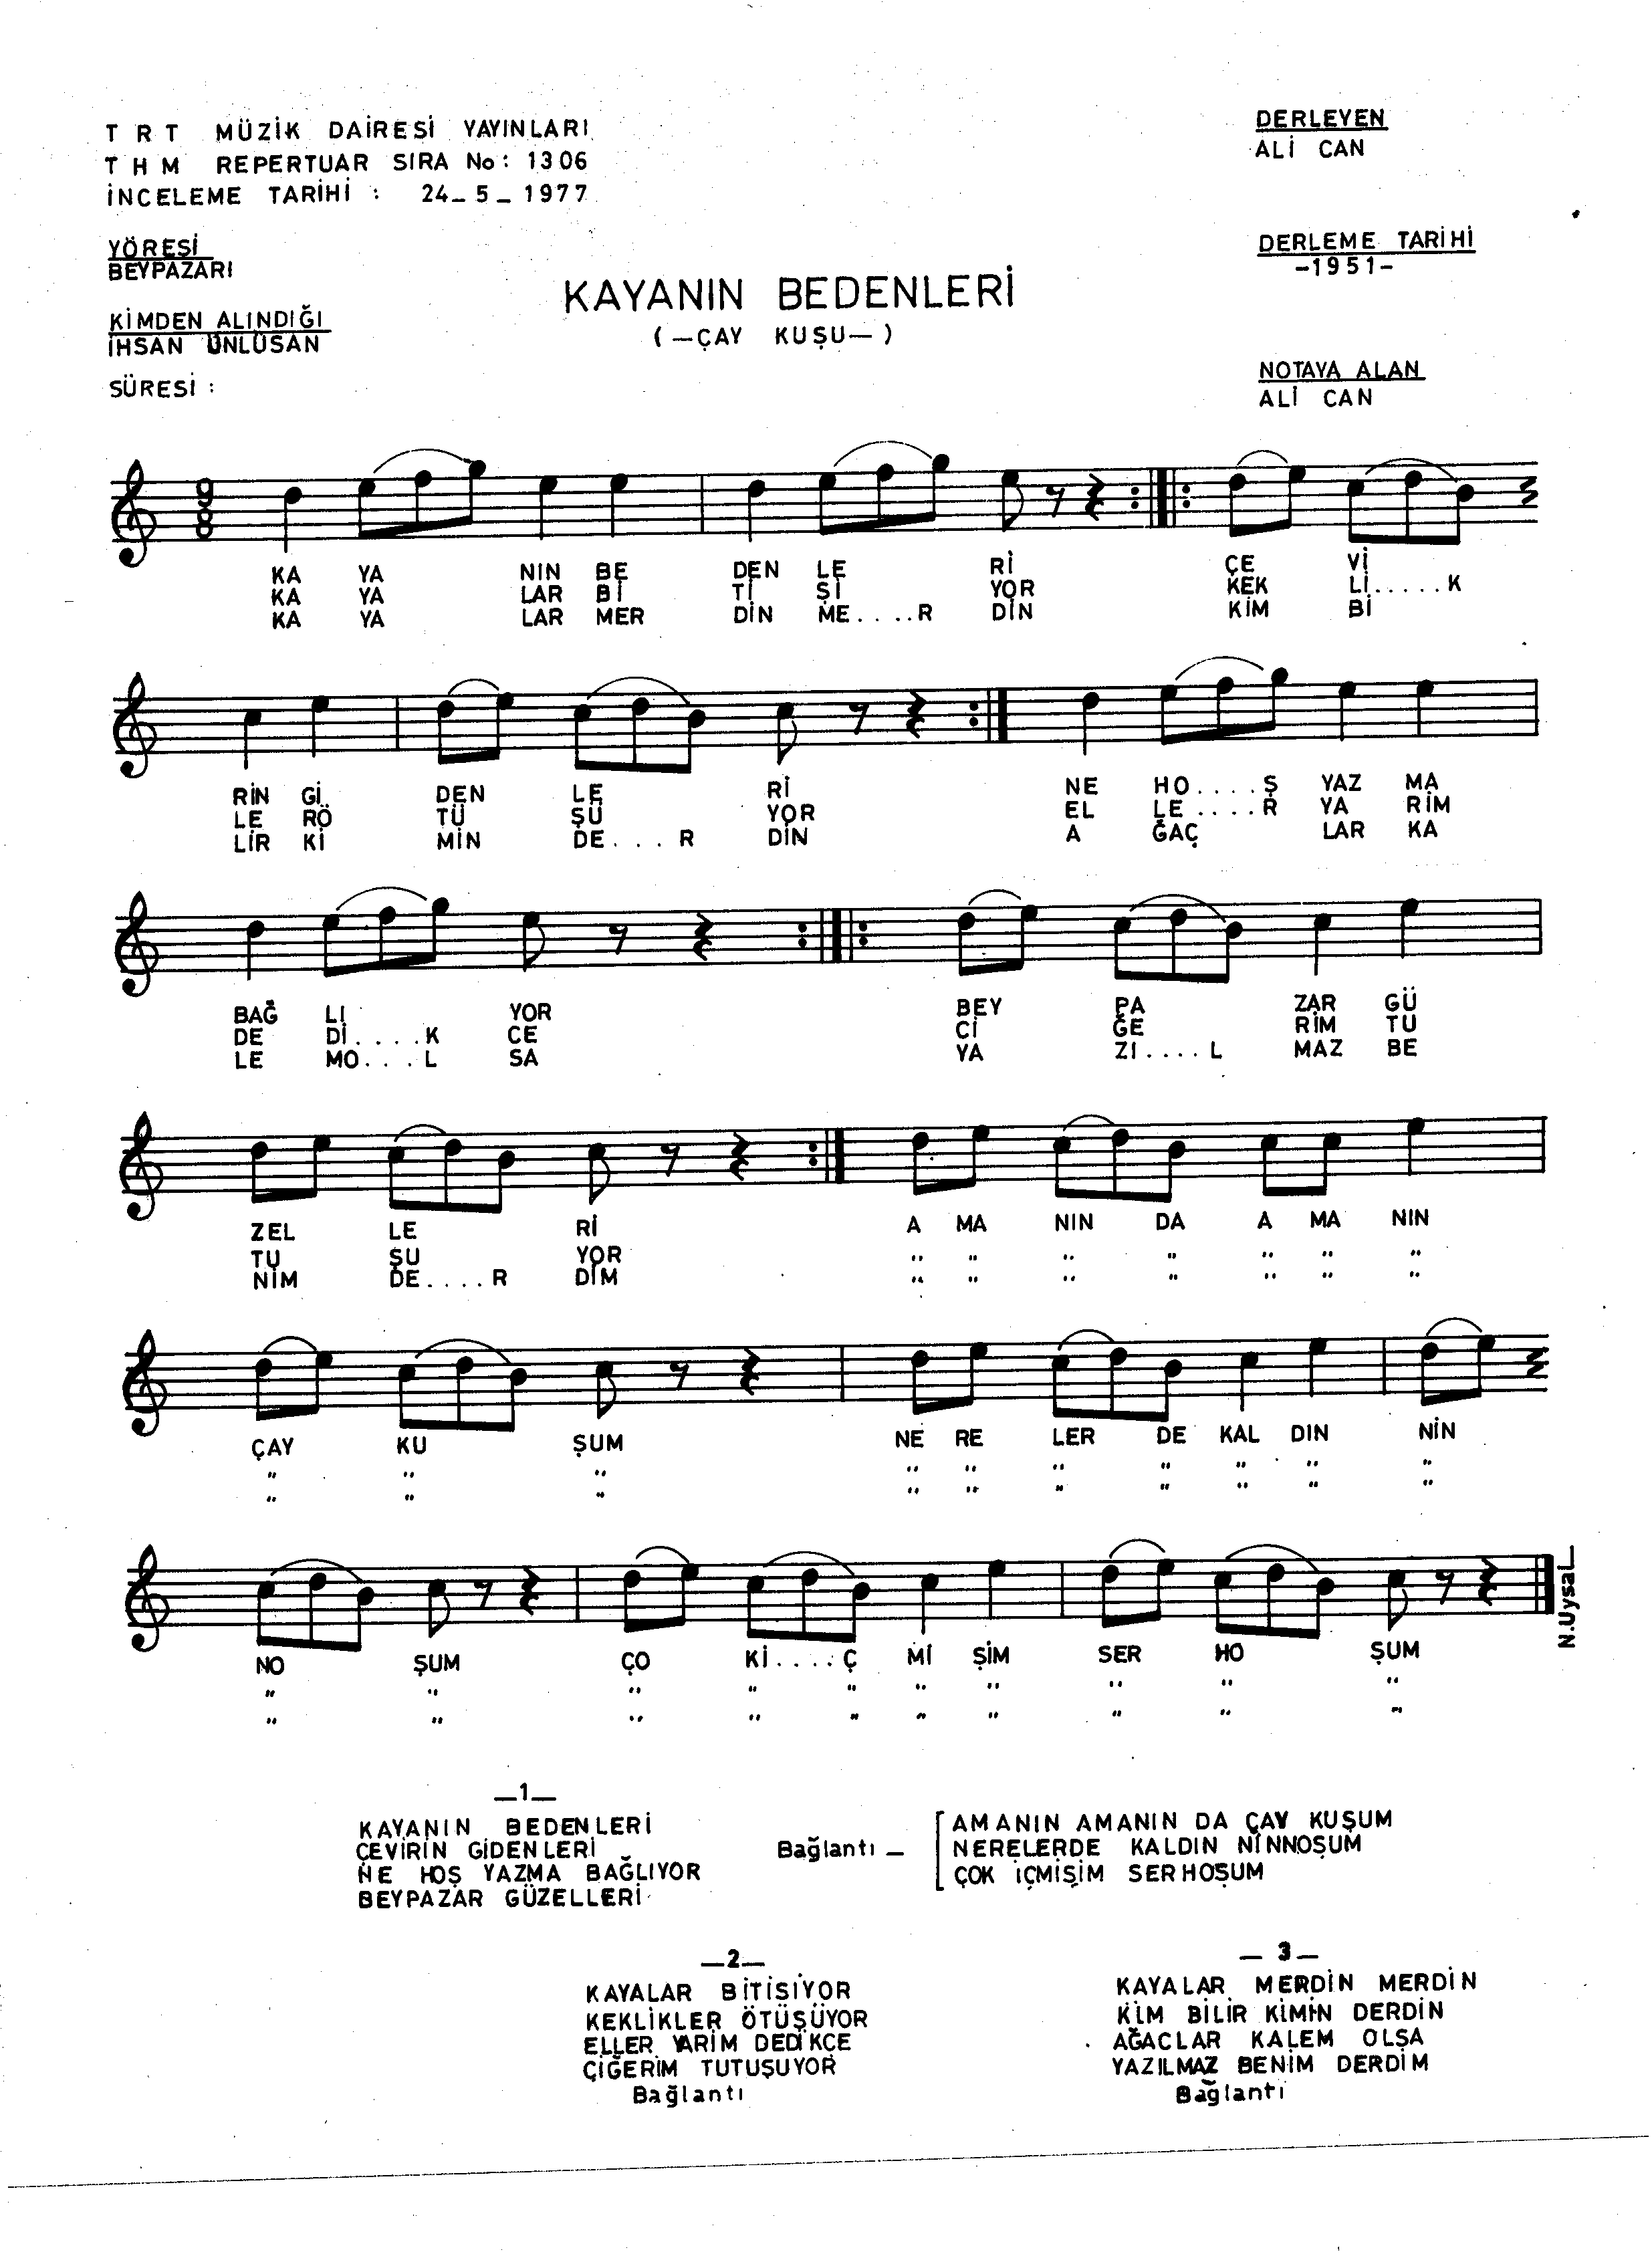 TRT MÜZİK DAİRESİ YAYINLARI
THM REPERTUAR SIRA No: 1306
İNCELEME TARİHİ : 24_5_1977
DERLEYEN
ALİ CAN
YÖRESİ
BEYPAZARI
DERLEME TARİHİ
-1951-
KAYANIN BEDENLERİ
(—ÇAY KUŞU—)
KİMDEN ALINDIĞI
İHSAN ÜNLÜSAN
SÜRESİ :
NOTAYA ALAN
ALİ CAN
9
8
KA YA NIN BE DEN LE Rİ ÇE Vİ
KA YA LAR Bİ Tİ Şİ YOR KEK Lİ.....K
KA YA LAR MER DİN ME....R DİN KİM Bİ
RİN Gİ DEN LE Rİ NE HO....Ş YAZ MA
LE RÖ TÜ ŞÜ YOR EL LE....R YA RİM
LİR Kİ MİN DE...R DİN A ĞAÇ LAR KA
BAĞ LI YOR BEY PA ZAR GÜ
DE Dİ....K CE Cİ ĞE RİM TU
LE MO...L SA YA ZI....L MAZ BE
ZEL LE Rİ A MA NIN DA A MA NIN
TU ŞU YOR " " " " " " "
NİM DE....R DİM " " " " " " "
ÇAY KU ŞUM NE RE LER DE KAL DIN NİN
" " " " " " " " " "
" " " " " " " " " "
NO ŞUM ÇO Kİ....Ç Mİ ŞİM SER HO ŞUM
" " " " " " " " " "
" " " " " " " " " "
N.Uysal
—1—
KAYANIN BEDENLERİ
ÇEVİRİN GİDENLERİ
NE HOŞ YAZMA BAĞLIYOR
BEYPAZAR GÜZELLERİ
Bağlantı —
AMANIN AMANIN DA ÇAY KUŞUM
NERELERDE KALDIN NİNNOŞUM
ÇOK İÇMİŞİM SERHOŞUM
—2—
KAYALAR BİTİŞİYOR
KEKLİKLER ÖTÜŞÜYOR
ELLER YARİM DEDİKÇE
ÇİĞERİM TUTUŞUYOR
Bağlantı
— 3—
KAYALAR MERDİN MERDİN
KİM BİLİR KİMİN DERDİN
AĞACLAR KALEM OLSA
YAZILMAZ BENİM DERDİM
Bağlantı